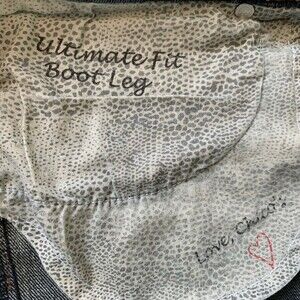 Ultimate Fit
Boot Leg
Love, Chico's